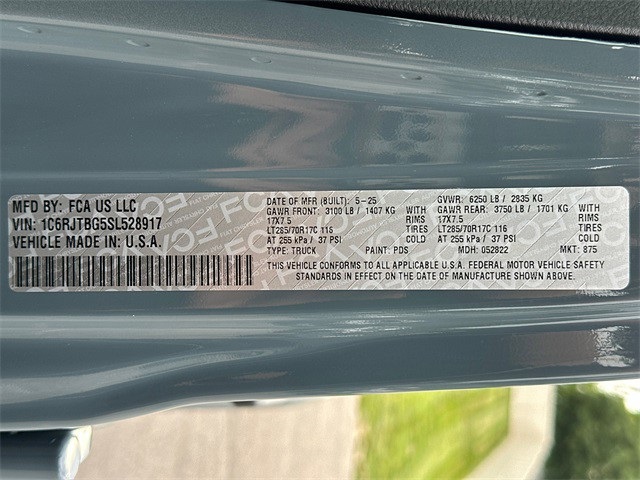 MFD BY: FCA US LLC
VIN: 1C6RJTBG5SL528917
VEHICLE MADE IN: U.S.A.
DATE OF MFR (BUILT): 5-25 GVWR: 6250 LB / 2835 KG
GAWR FRONT: 3100 LB / 1407 KG GAWR REAR: 3750 LB / 1701 KG
17X7.5 RIMS 17X7.5 RIMS
LT285/70R17C 116 TIRES LT285/70R17C 116 TIRES
AT 255 kPa / 37 PSI COLD AT 255 kPa / 37 PSI COLD
TYPE: TRUCK PAINT: PDS MDH: 052822 MKT: 875
THIS VEHICLE CONFORMS TO ALL APPLICABLE U.S.A. FEDERAL MOTOR VEHICLE SAFETY
STANDARDS IN EFFECT ON THE DATE OF MANUFACTURE SHOWN ABOVE.